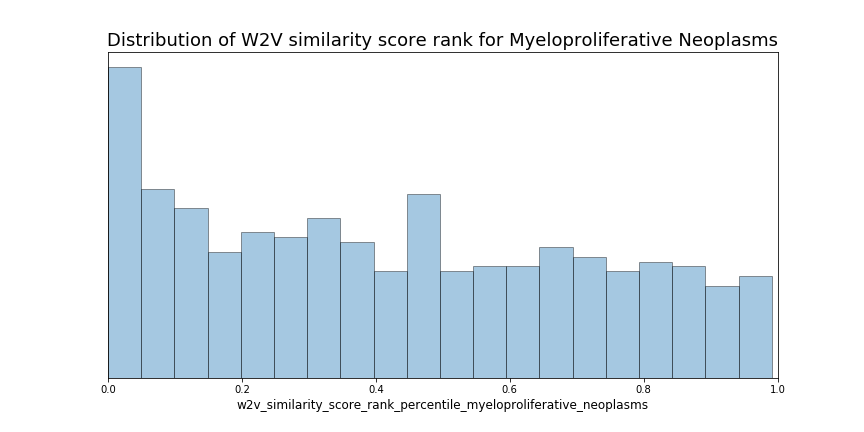 Distribution of W2V similarity score rank for Myeloproliferative Neoplasms
0.0 0.2 0.4 0.6 0.8 1.0
w2v_similarity_score_rank_percentile_myeloproliferative_neoplasms